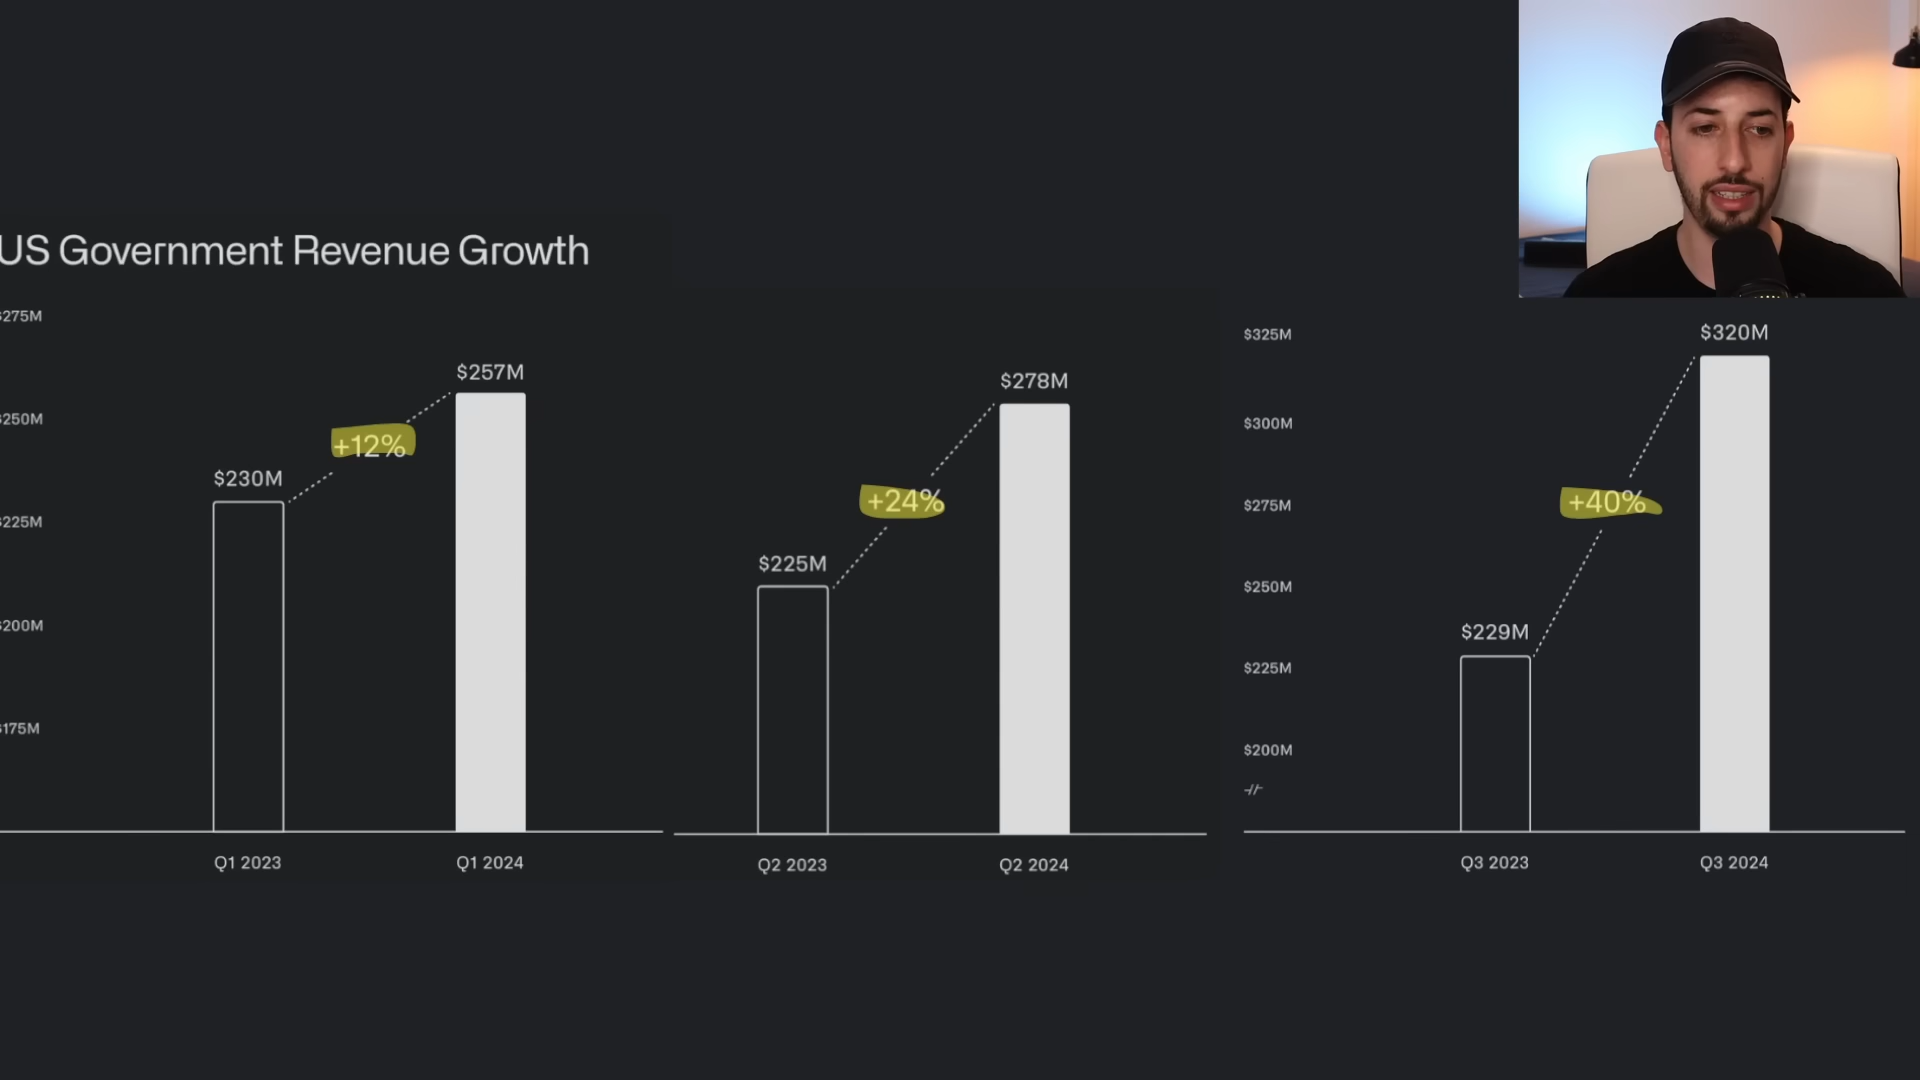 US Government Revenue Growth
$275M
$250M
$225M
$200M
$175M
$230M
+12%
$257M
Q1 2023
Q1 2024
$225M
+24%
$278M
Q2 2023
Q2 2024
$325M
$300M
$275M
$250M
$225M
$200M
$229M
+40%
$320M
Q3 2023
Q3 2024